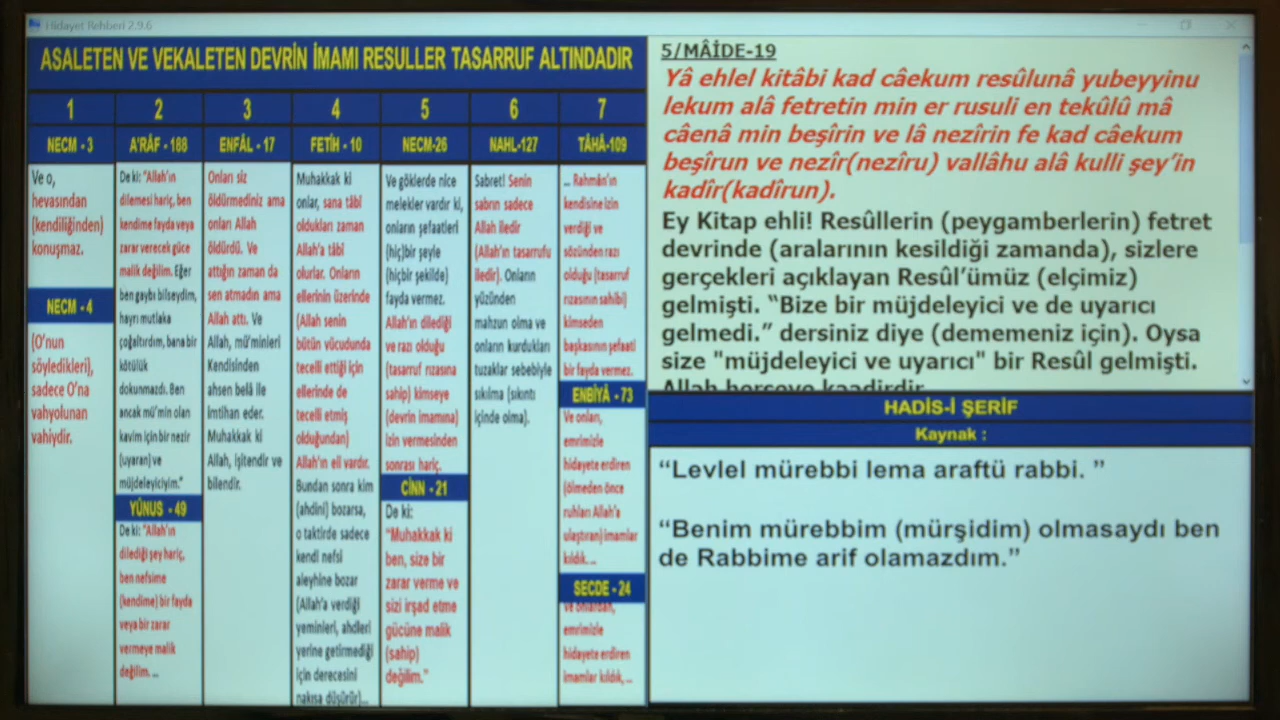 Hidayet Rehberi 2.9.6
ASALETEN VE VEKALETEN DEVRİN İMAMI RESULLER TASARRUF ALTINDADIR
1
NECM - 3
Ve o,
hevasından
(kendiliğinden)
konuşmaz.
NECM - 4
(O'nun
söyledikleri),
sadece O'na
vahyolunan
vahiydir.
2
A'RÂF - 188
De ki: "Allah'ın
dilemesi hariç, ben
kendime fayda veya
zarar verecek güce
malik değilim. Eğer
ben gaybı bilseydim,
hayrı mutlaka
çoğaltırdım, bana bir
kötülük
dokunmazdı. Ben
ancak mü'min olan
kavim için bir nezir
(uyaran) ve
müjdeleyiciyim."
YÛNUS - 49
De ki: "Allah'ın
dilediği şey hariç,
ben nefsime
(kendime) bir fayda
veya bir zarar
vermeye malik
değilim. ...
3
ENFÂL - 17
Onları siz
öldürmediniz ama
onları Allah
öldürdü. Ve
attığın zaman da
sen atmadın ama
Allah attı. Ve
Allah, mü'minleri
Kendisinden
ahsen belâ ile
imtihan eder.
Muhakkak ki
Allah, işitendir ve
bilendir.
4
FETİH - 10
Muhakkak ki
onlar, sana tâbî
oldukları zaman
Allah'a tâbî
olurlar. Onların
ellerinin üzerinde
(Allah senin
bütün vücudunda
tecelli ettiği için
ellerinde de
tecelli etmiş
olduğundan)
Allah'ın eli vardır.
Bundan sonra kim
(ahdini) bozarsa,
o taktirde sadece
kendi nefsi
aleyhine bozar
(Allah'a verdiği
yeminleri, ahdleri
yerine getirmediği
için derecesini
nakısa düşürür)...
5
NECM-26
Ve göklerde nice
melekler vardır ki,
onların şefaatleri
(hiç)bir şeyle
(hiçbir şekilde)
fayda vermez.
Allah'ın dilediği
ve razı olduğu
(tasarruf rızasına
sahip) kimseye
(devrin imamına)
izin vermesinden
sonrası hariç.
CİNN - 21
De ki:
"Muhakkak ki
ben, size bir
zarar verme ve
sizi irşad etme
gücüne malik
(sahip)
değilim."
6
NAHL-127
Sabret! Senin
sabrın sadece
Allah iledir
(Allah'ın tasarrufu
iledir). Onların
yüzünden
mahzun olma ve
onların kurdukları
tuzaklar sebebiyle
sıkılma (sıkıntı
içinde olma).
7
TÂHÂ-109
... Rahmân'ın
kendisine izin
verdiği ve
sözünden razı
olduğu (tasarruf
rızasının sahibi)
kimseden
başkasının şefaati
bir fayda vermez.
ENBİYÂ - 73
Ve onları,
emrimizle
hidayete erdiren
(ölmeden önce
ruhları Allah'a
ulaştıran) imamlar
kıldık. ...
SECDE - 24
Ve onlardan,
emrimizle
hidayete erdiren
imamlar kıldık, ...
5/MÂİDE-19
Yâ ehlel kitâbi kad câekum resûlunâ yubeyyinu
lekum alâ fetretin min er rusuli en tekûlû mâ
câenâ min beşîrin ve lâ nezîrin fe kad câekum
beşîrun ve nezîr(nezîru) vallâhu alâ kulli şey'in
kadîr(kadîrun).
Ey Kitap ehli! Resûllerin (peygamberlerin) fetret
devrinde (aralarının kesildiği zamanda), sizlere
gerçekleri açıklayan Resûl'ümüz (elçimiz)
gelmişti. "Bize bir müjdeleyici ve de uyarıcı
gelmedi." dersiniz diye (dememeniz için). Oysa
size "müjdeleyici ve uyarıcı" bir Resûl gelmişti.
Allah herşeye kaadirdir.
HADİS-İ ŞERİF
Kaynak :
"Levlel mürebbi lema araftü rabbi. "
"Benim mürebbim (mürşidim) olmasaydı ben
de Rabbime arif olamazdım."